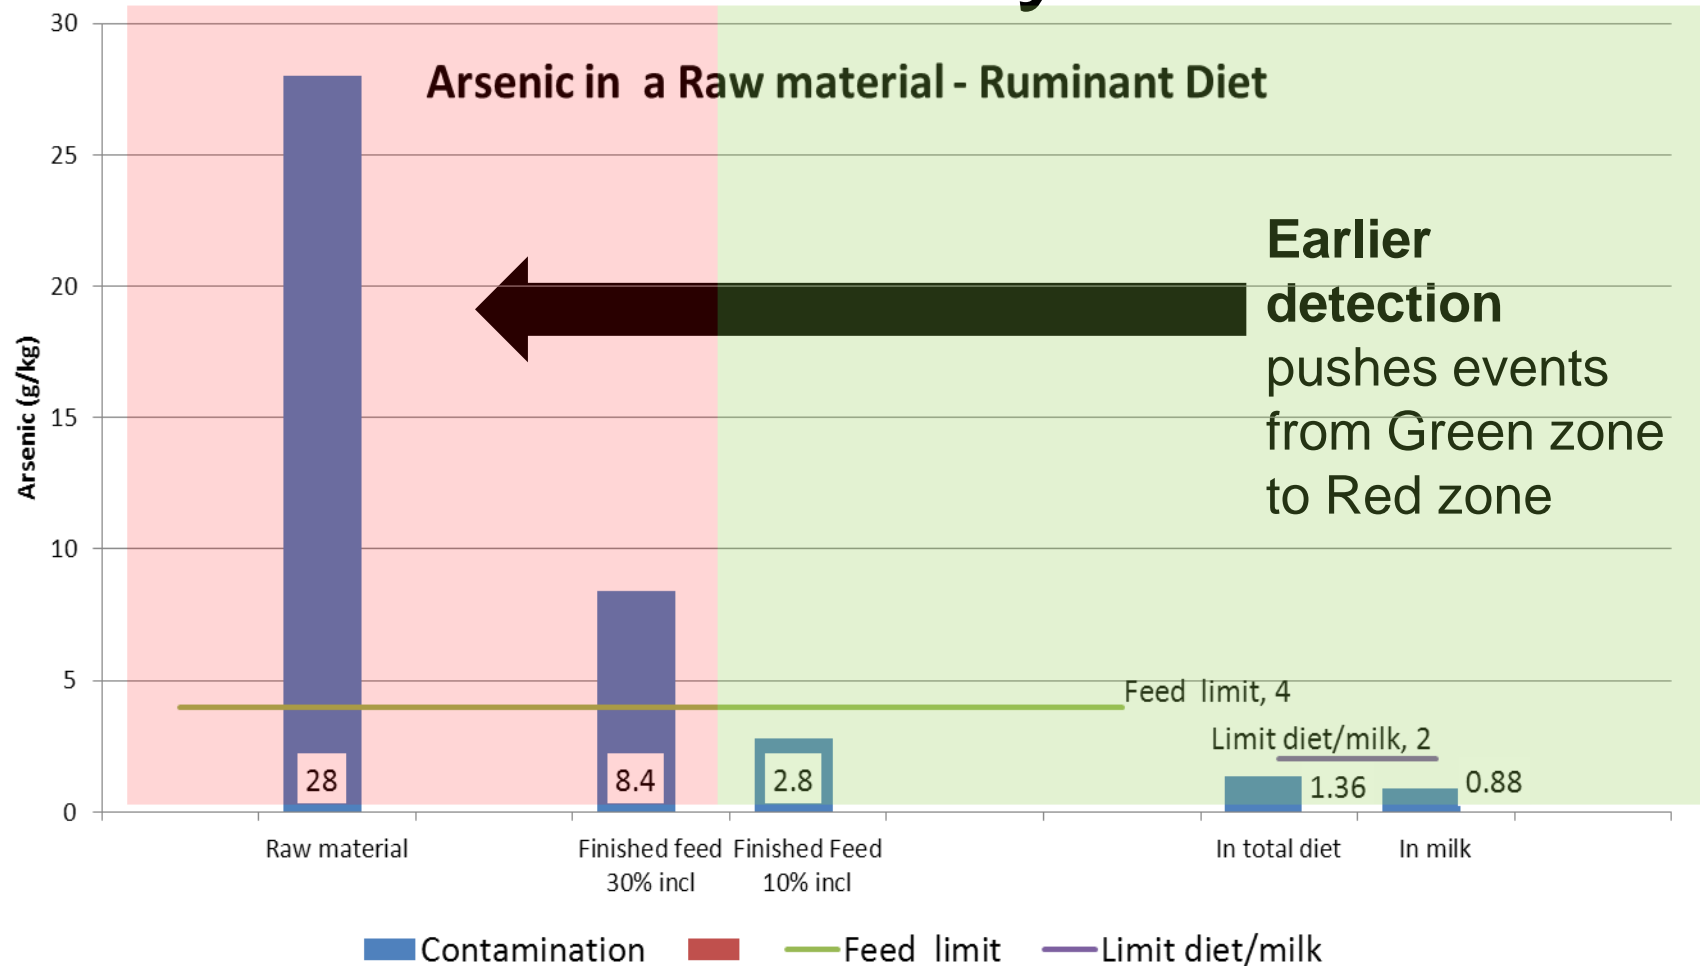 Arsenic in a Raw material - Ruminant Diet
30
25
20
15
10
5
0
Arsenic (g/kg)
Earlier
detection
pushes events
from Green zone
to Red zone
Feed limit, 4
Limit diet/milk, 2
28
8.4
2.8
1.36
0.88
Raw material
Finished feed
30% incl
Finished Feed
10% incl
In total diet
In milk
Contamination
Feed limit
Limit diet/milk